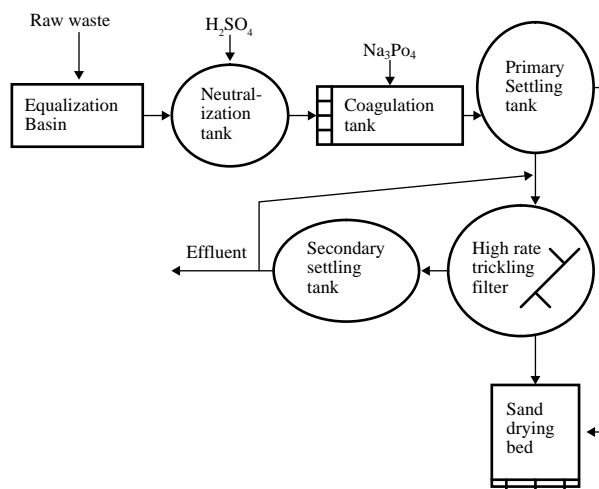 Raw waste
H₂SO₄
Na₃Po₄
Equalization
Basin
Neutral-
ization
tank
Coagulation
tank
Primary
Settling
tank
Effluent
Secondary
settling
tank
High rate
trickling
filter
Sand
drying
bed